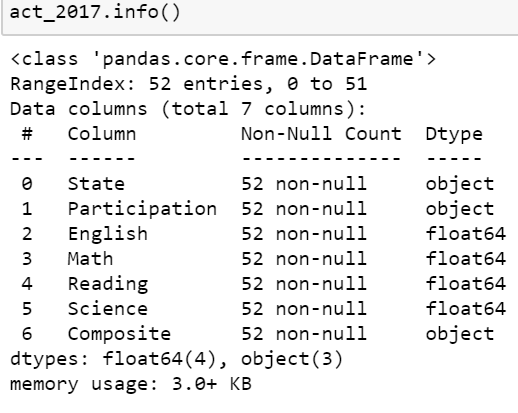 act_2017.info()
<class 'pandas.core.frame.DataFrame'>
RangeIndex: 52 entries, 0 to 51
Data columns (total 7 columns):
 #   Column         Non-Null Count  Dtype
---  ------         --------------  -----
 0   State          52 non-null     object
 1   Participation  52 non-null     object
 2   English        52 non-null     float64
 3   Math           52 non-null     float64
 4   Reading        52 non-null     float64
 5   Science        52 non-null     float64
 6   Composite      52 non-null     object
dtypes: float64(4), object(3)
memory usage: 3.0+ KB